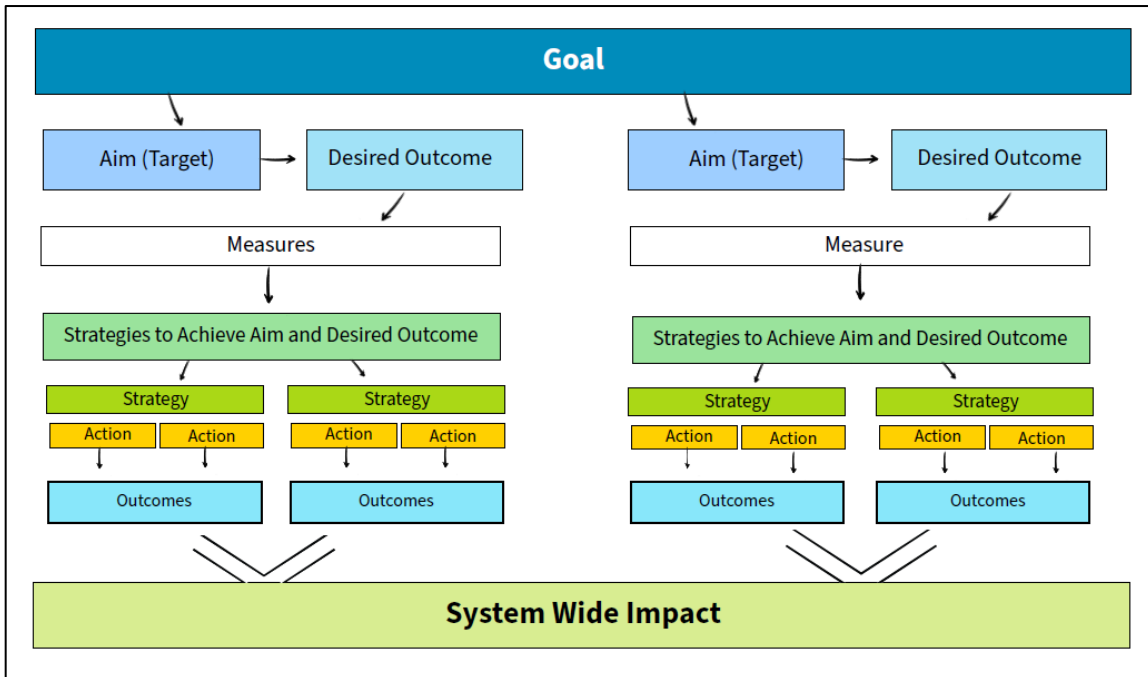 Goal
Aim (Target)
Desired Outcome
Aim (Target)
Desired Outcome
Measures
Measure
Strategies to Achieve Aim and Desired Outcome
Strategies to Achieve Aim and Desired Outcome
Strategy
Strategy
Strategy
Strategy
Action
Action
Action
Action
Action
Action
Action
Action
Outcomes
Outcomes
Outcomes
Outcomes
System Wide Impact